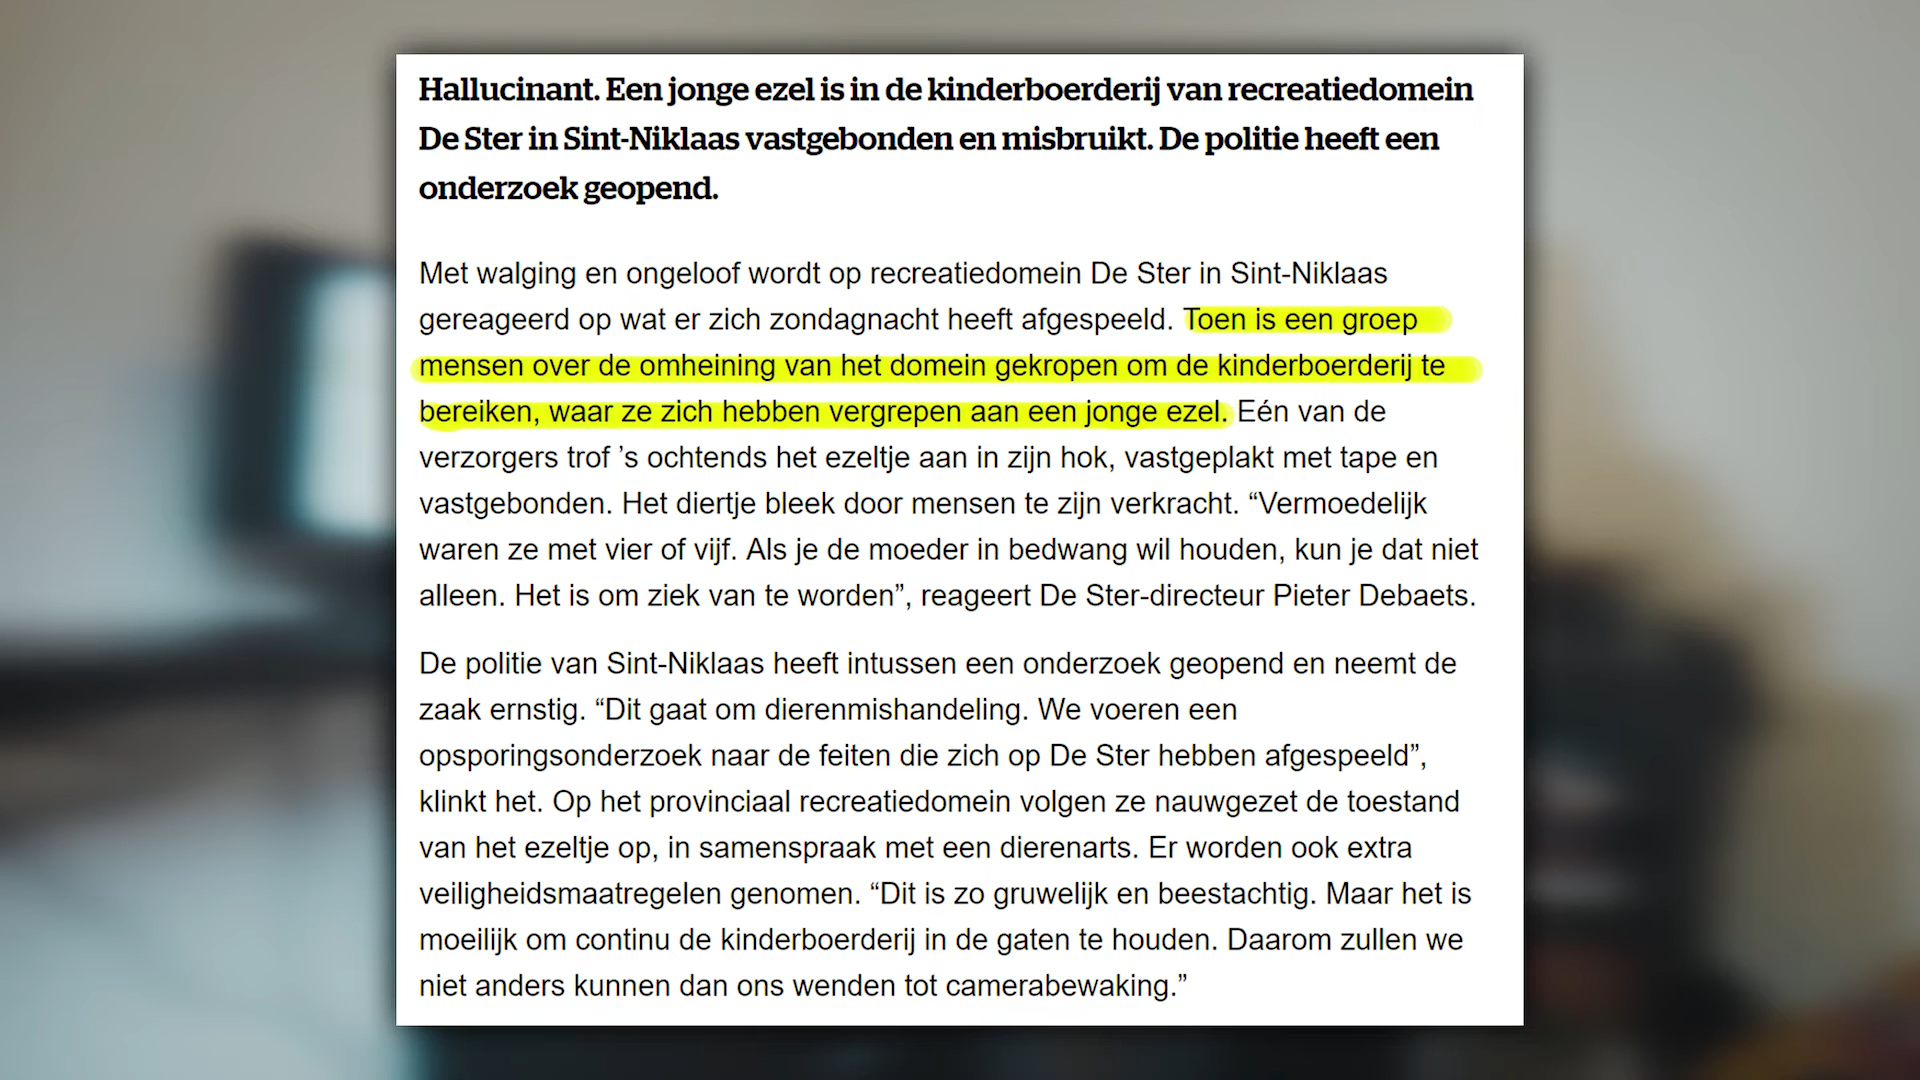 Hallucinant. Een jonge ezel is in de kinderboerderij van recreatiedomein
De Ster in Sint-Niklaas vastgebonden en misbruikt. De politie heeft een
onderzoek geopend.
Met walging en ongeloof wordt op recreatiedomein De Ster in Sint-Niklaas
gereageerd op wat er zich zondagnacht heeft afgespeeld. Toen is een groep
mensen over de omheining van het domein gekropen om de kinderboerderij te
bereiken, waar ze zich hebben vergrepen aan een jonge ezel. Eén van de
verzorgers trof ’s ochtends het ezeltje aan in zijn hok, vastgeplakt met tape en
vastgebonden. Het diertje bleek door mensen te zijn verkracht. “Vermoedelijk
waren ze met vier of vijf. Als je de moeder in bedwang wil houden, kun je dat niet
alleen. Het is om ziek van te worden”, reageert De Ster-directeur Pieter Debaets.
De politie van Sint-Niklaas heeft intussen een onderzoek geopend en neemt de
zaak ernstig. “Dit gaat om dierenmishandeling. We voeren een
opsporingsonderzoek naar de feiten die zich op De Ster hebben afgespeeld”,
klinkt het. Op het provinciaal recreatiedomein volgen ze nauwgezet de toestand
van het ezeltje op, in samenspraak met een dierenarts. Er worden ook extra
veiligheidsmaatregelen genomen. “Dit is zo gruwelijk en beestachtig. Maar het is
moeilijk om continu de kinderboerderij in de gaten te houden. Daarom zullen we
niet anders kunnen dan ons wenden tot camerabewaking.”